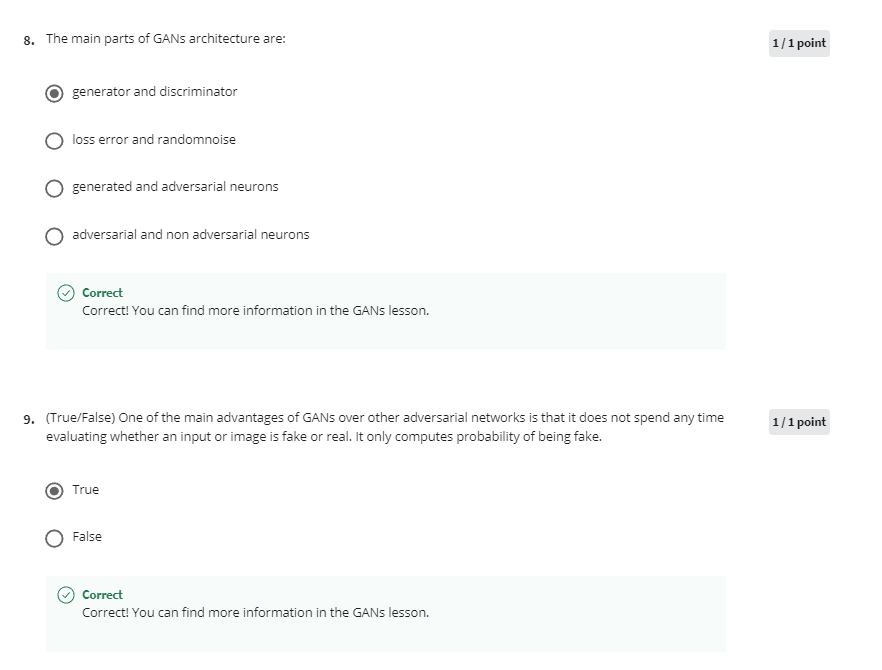 8. The main parts of GANs architecture are:
1 / 1 point
generator and discriminator
loss error and randomnoise
generated and adversarial neurons
adversarial and non adversarial neurons
Correct
Correct! You can find more information in the GANs lesson.
9. (True/False) One of the main advantages of GANs over other adversarial networks is that it does not spend any time
1 / 1 point
evaluating whether an input or image is fake or real. It only computes probability of being fake.
True
False
Correct
Correct! You can find more information in the GANs lesson.